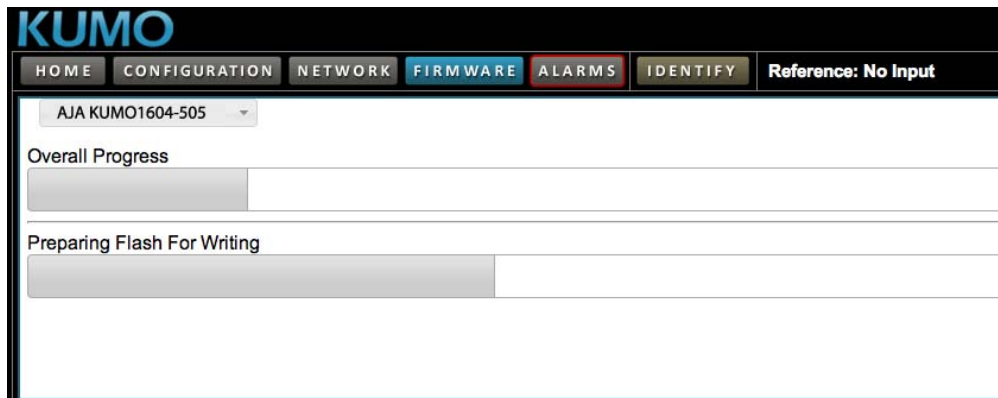 KUMO
HOME CONFIGURATION NETWORK FIRMWARE ALARMS IDENTIFY Reference: No Input
AJA KUMO1604-505
Overall Progress
Preparing Flash For Writing